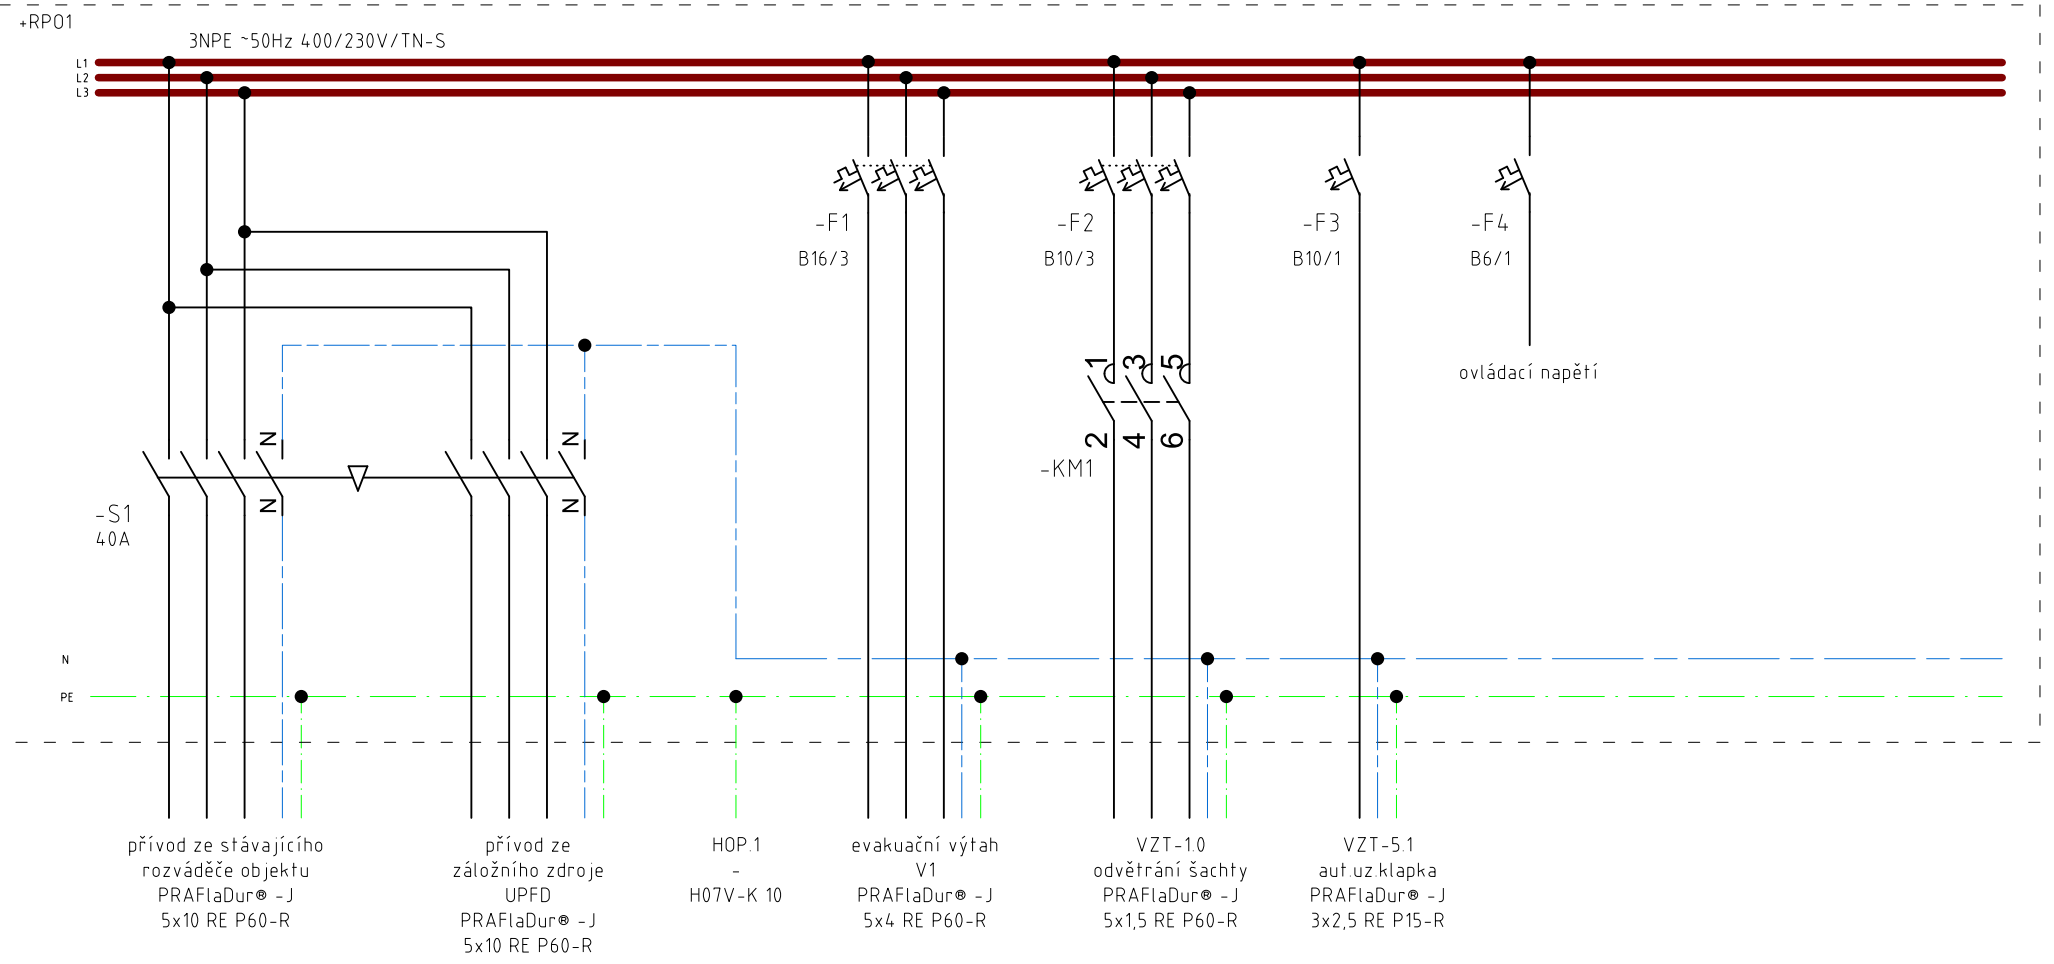 +RPO1
3NPE ~50Hz 400/230V/TN-S
L1
L2
L3
-F1
B16/3
-F2
B10/3
-F3
B10/1
-F4
B6/1
ovládací napětí
1 3 5
2 4 6
-KM1
N N
N N
-S1
40A
N
PE
přívod ze stávajícího
rozváděče objektu
PRAFlaDur® -J
5x10 RE P60-R
přívod ze
záložního zdroje
UPFD
PRAFlaDur® -J
5x10 RE P60-R
HOP.1
-
H07V-K 10
evakuační výtah
V1
PRAFlaDur® -J
5x4 RE P60-R
VZT-1.0
odvětrání šachty
PRAFlaDur® -J
5x1,5 RE P60-R
VZT-5.1
aut.uz.klapka
PRAFlaDur® -J
3x2,5 RE P15-R